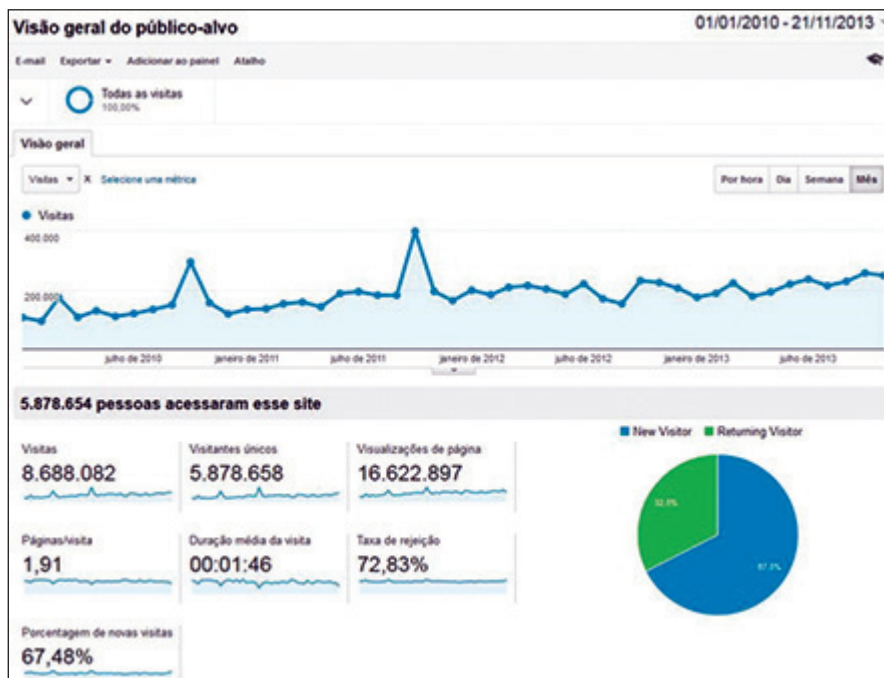 Visão geral do público-alvo
01/01/2010 - 21/11/2013
E-mail Exportar Adicionar ao painel Atalho
Todas as visitas
100,00%
Visão geral
Visitas X Selecione uma métrica
Por hora Dia Semana Mês
Visitas
400.000
200.000
julho de 2010 janeiro de 2011 julho de 2011 janeiro de 2012 julho de 2012 janeiro de 2013 julho de 2013
5.878.654 pessoas acessaram esse site
New Visitor Returning Visitor
Visitas
8.688.082
Visitantes únicos
5.878.658
Visualizações de página
16.622.897
Páginas/visita
1,91
Duração média da visita
00:01:46
Taxa de rejeição
72,83%
Porcentagem de novas visitas
67,48%